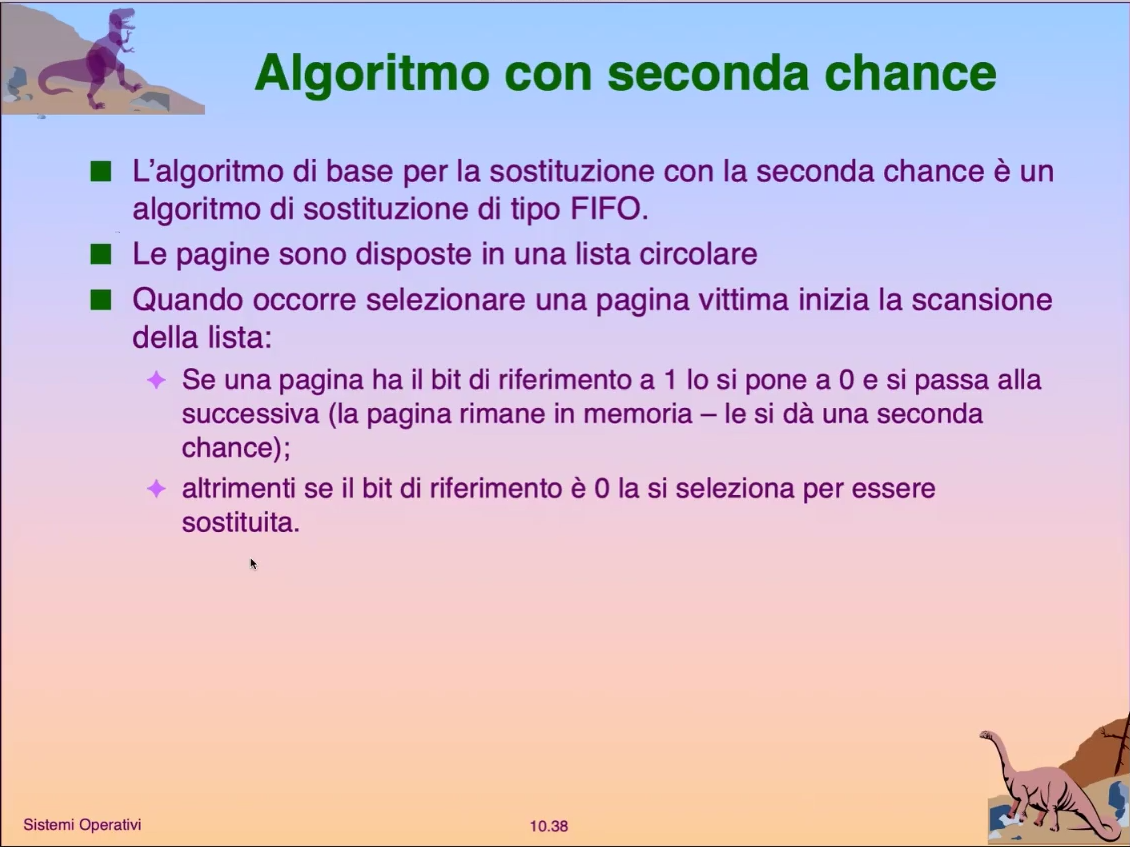 Algoritmo con seconda chance
L'algoritmo di base per la sostituzione con la seconda chance è un
algoritmo di sostituzione di tipo FIFO.
Le pagine sono disposte in una lista circolare
Quando occorre selezionare una pagina vittima inizia la scansione
della lista:
Se una pagina ha il bit di riferimento a 1 lo si pone a 0 e si passa alla
successiva (la pagina rimane in memoria – le si dà una seconda
chance);
altrimenti se il bit di riferimento è 0 la si seleziona per essere
sostituita.
Sistemi Operativi
10.38